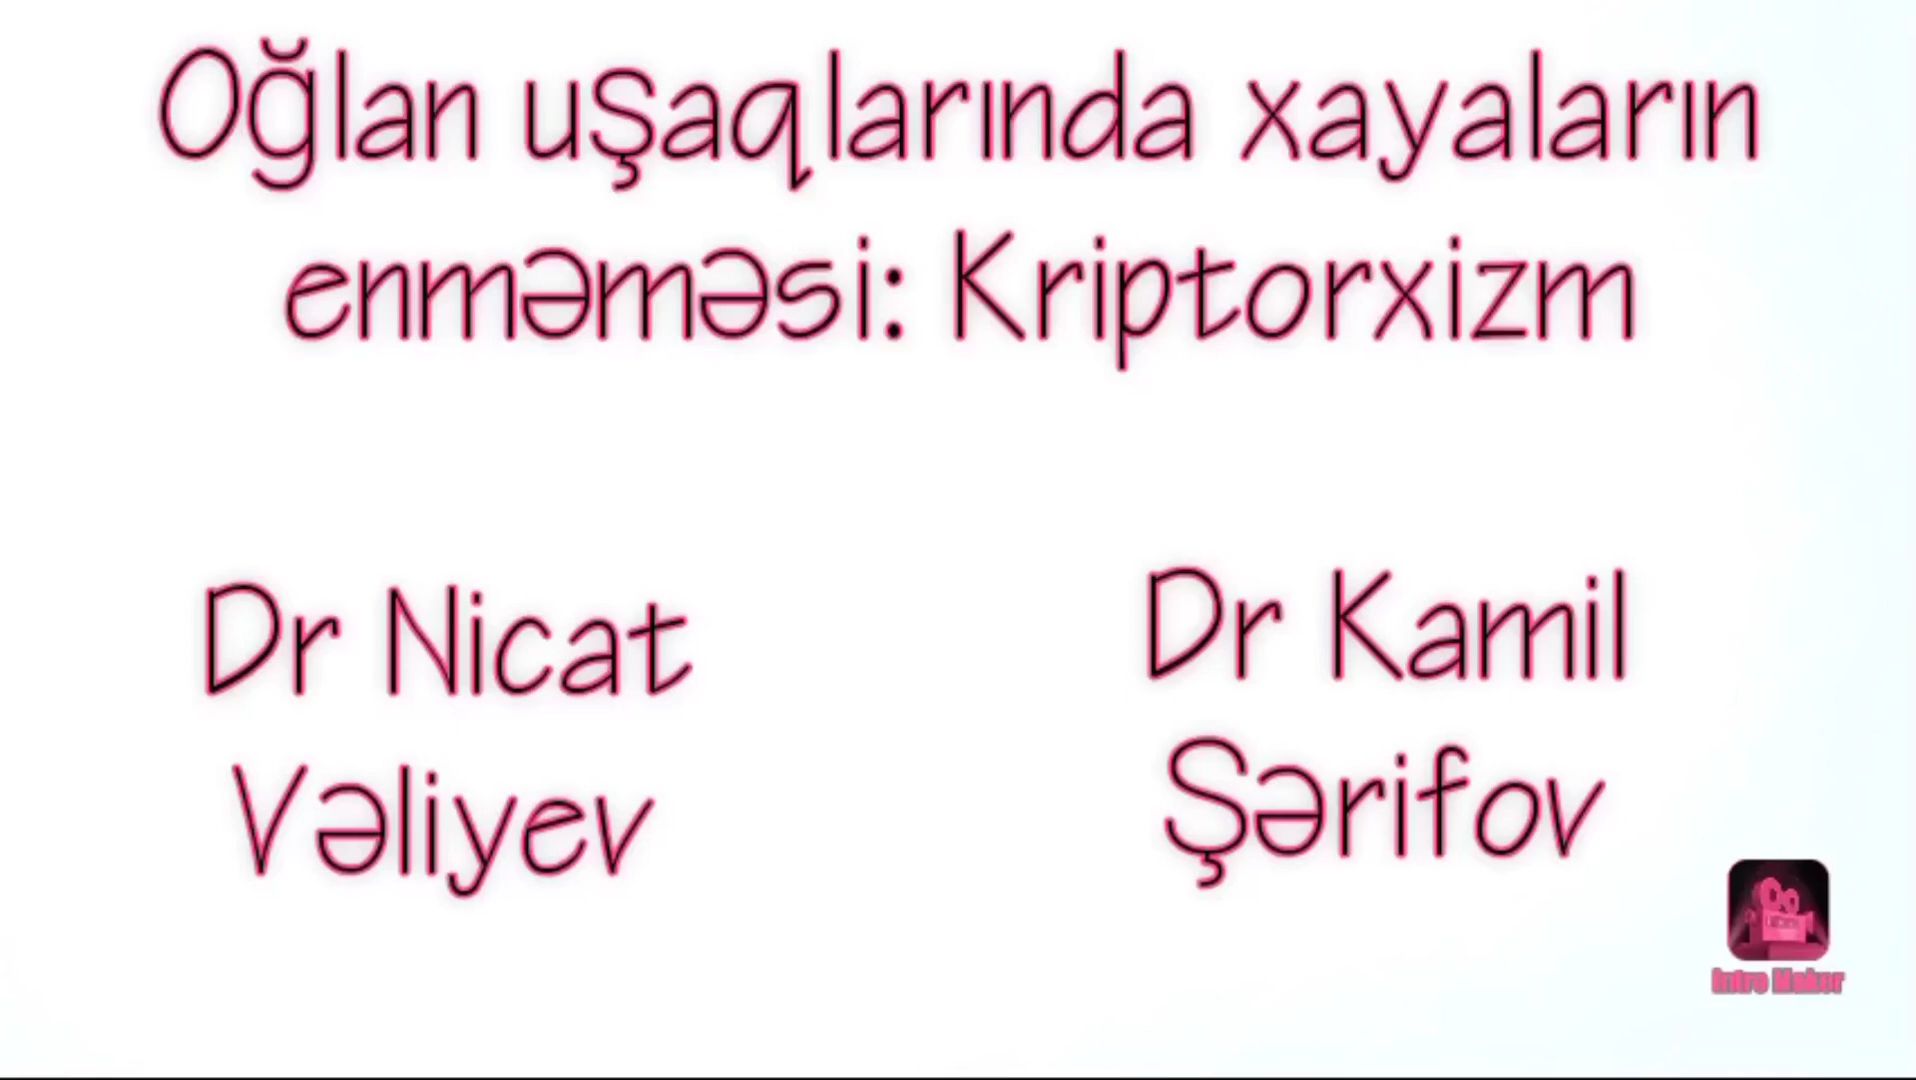 Oğlan uşaqlarında xayaların
enməməsi: Kriptorxizm
Dr Nicat
Vəliyev
Dr Kamil
Şərifov
Intro Maker